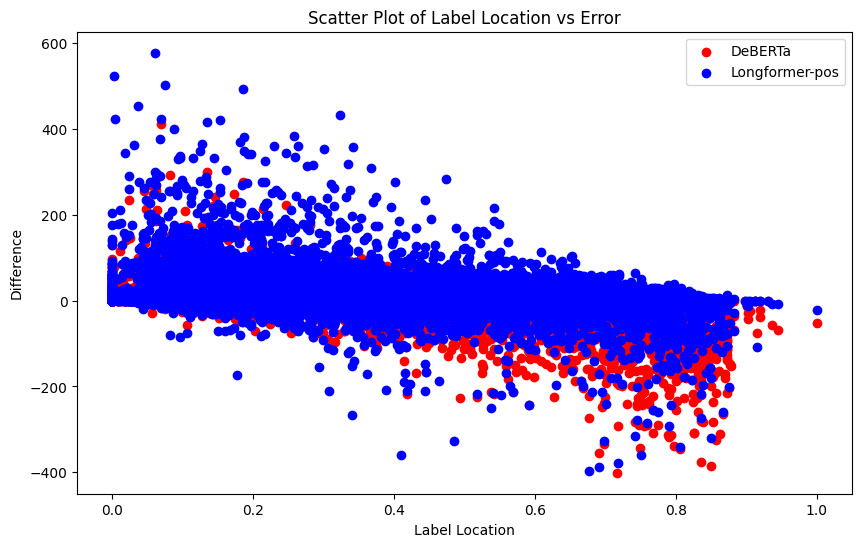 Scatter Plot of Label Location vs Error
DeBERTa
Longformer-pos
Difference
600
400
200
0
−200
−400
0.0 0.2 0.4 0.6 0.8 1.0
Label Location